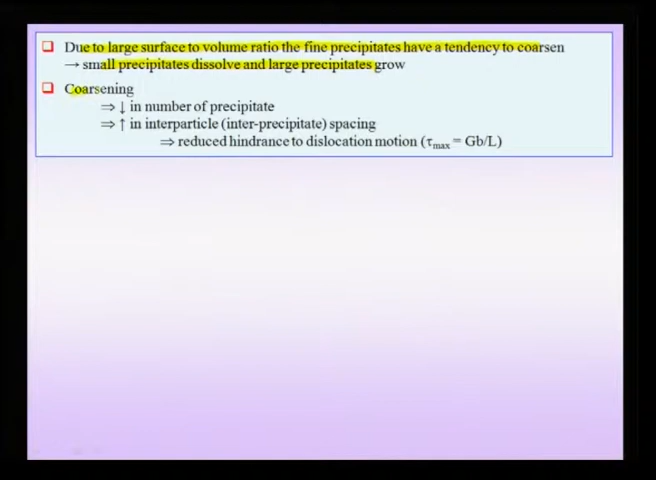 Due to large surface to volume ratio the fine precipitates have a tendency to coarsen
→ small precipitates dissolve and large precipitates grow
Coarsening
⇒ ↓ in number of precipitate
⇒ ↑ in interparticle (inter-precipitate) spacing
⇒ reduced hindrance to dislocation motion (τmax = Gb/L)